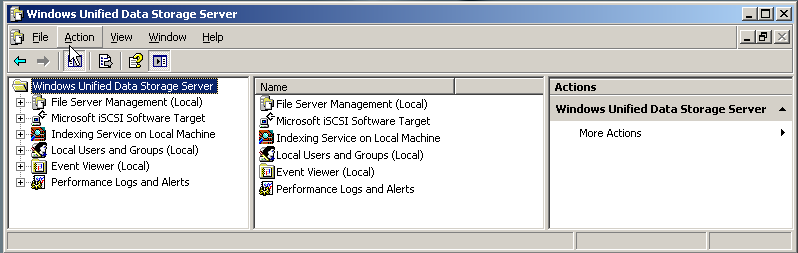 Windows Unified Data Storage Server
File Action View Window Help
Windows Unified Data Storage Server
File Server Management (Local)
Microsoft iSCSI Software Target
Indexing Service on Local Machine
Local Users and Groups (Local)
Event Viewer (Local)
Performance Logs and Alerts
Name
File Server Management (Local)
Microsoft iSCSI Software Target
Indexing Service on Local Machine
Local Users and Groups (Local)
Event Viewer (Local)
Performance Logs and Alerts
Actions
Windows Unified Data Storage Server
More Actions